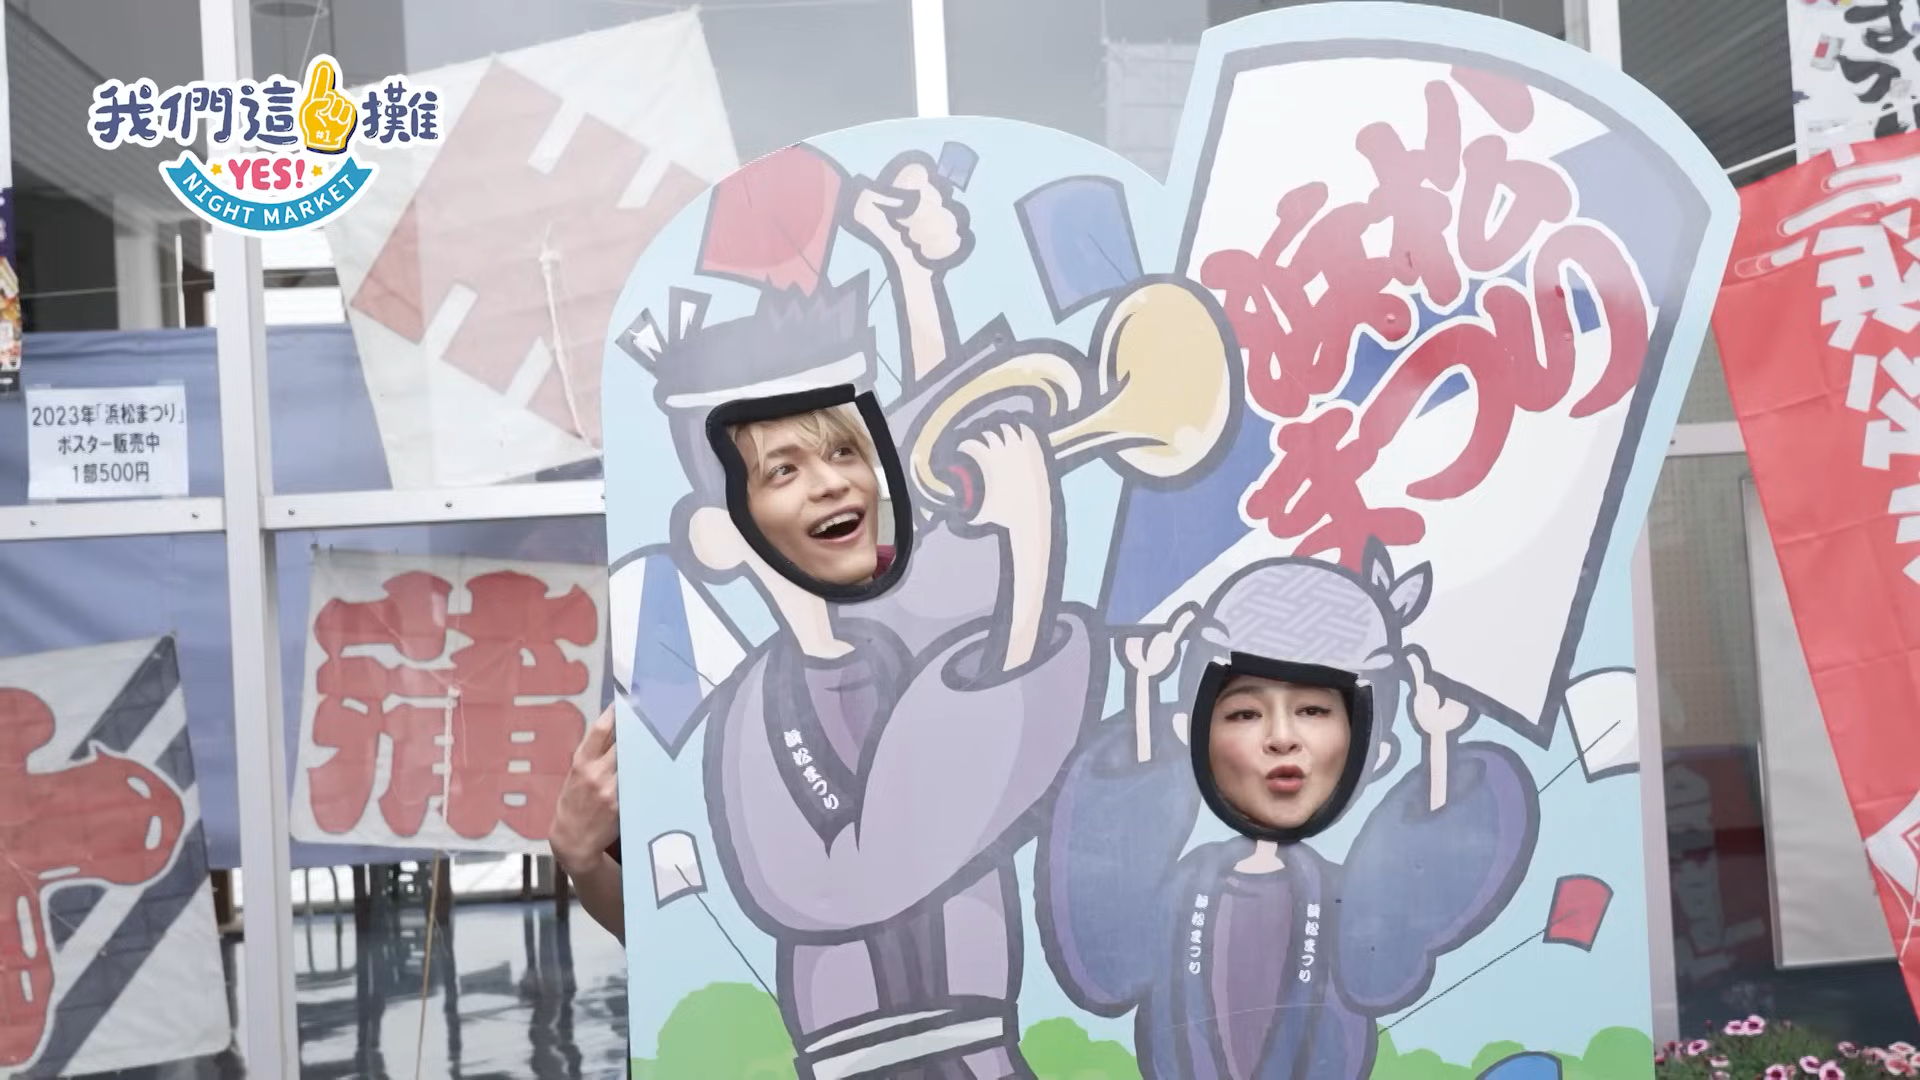 我們這攤
#1
YES!
NIGHT MARKET
2023年「浜松まつり」
ポスター販売中
1部500円
蒲
浜松
まつり
浜松まつり
浜松まつり
浜松まつり